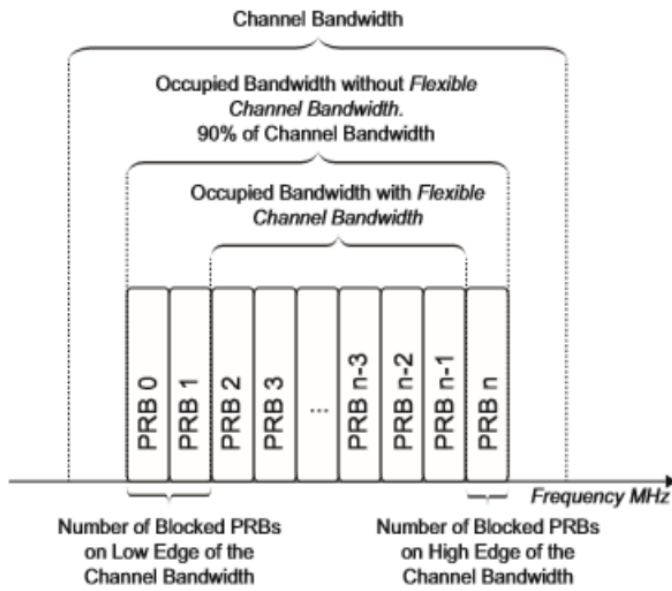 Channel Bandwidth
Occupied Bandwidth without Flexible
Channel Bandwidth.
90% of Channel Bandwidth
Occupied Bandwidth with Flexible
Channel Bandwidth
PRB 0
PRB 1
PRB 2
PRB 3
...
PRB n-3
PRB n-2
PRB n-1
PRB n
Frequency MHz
Number of Blocked PRBs
on Low Edge of the
Channel Bandwidth
Number of Blocked PRBs
on High Edge of the
Channel Bandwidth